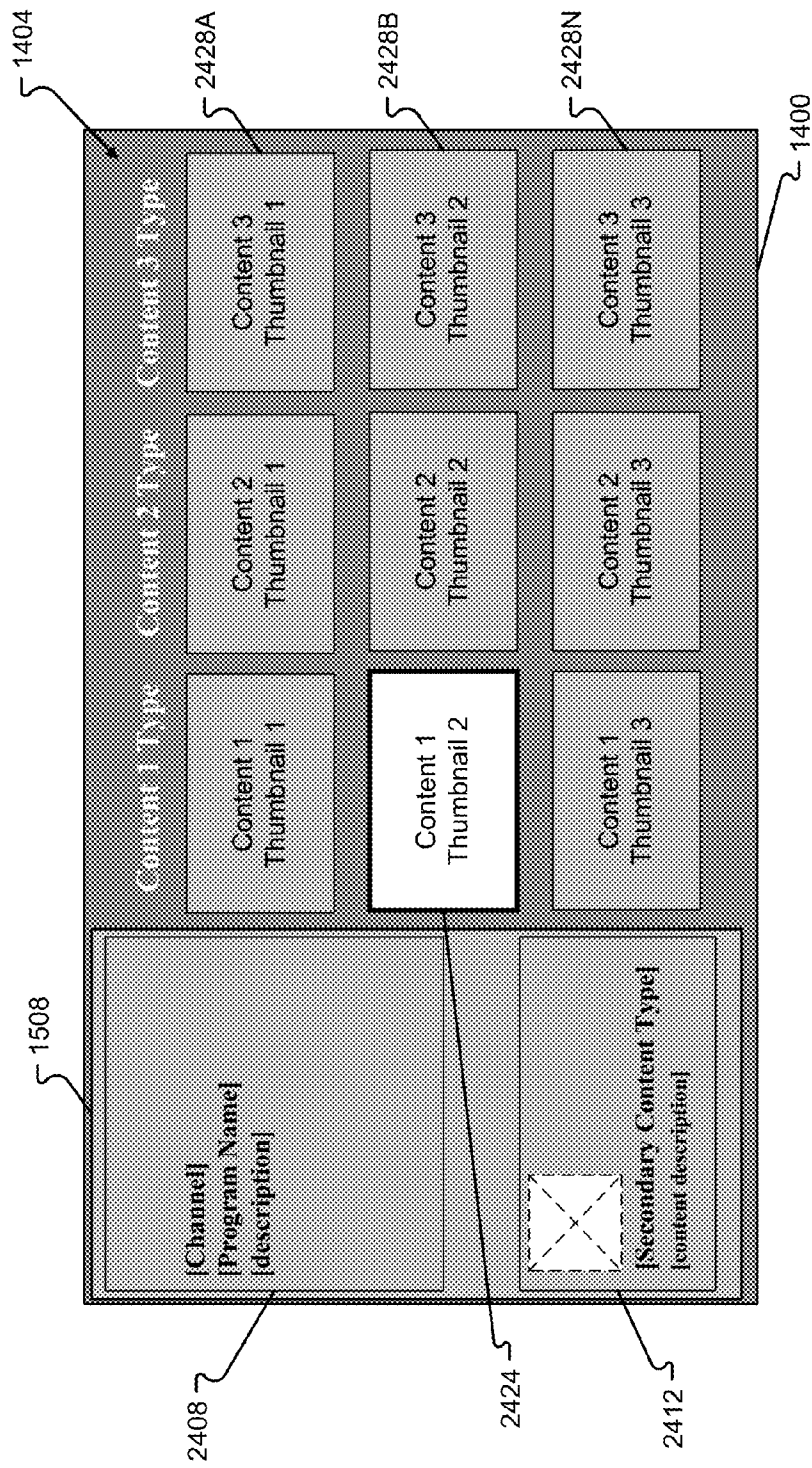 1508
1404
Content 1 Type
Content 2 Type
Content 3 Type
[Channel]
[Program Name]
[description]
Content 1
Thumbnail 1
Content 2
Thumbnail 1
Content 3
Thumbnail 1
2428A
2408
Content 1
Thumbnail 2
Content 2
Thumbnail 2
Content 3
Thumbnail 2
2428B
2424
[Secondary Content Type]
[content description]
Content 1
Thumbnail 3
Content 2
Thumbnail 3
Content 3
Thumbnail 3
2428N
2412
1400